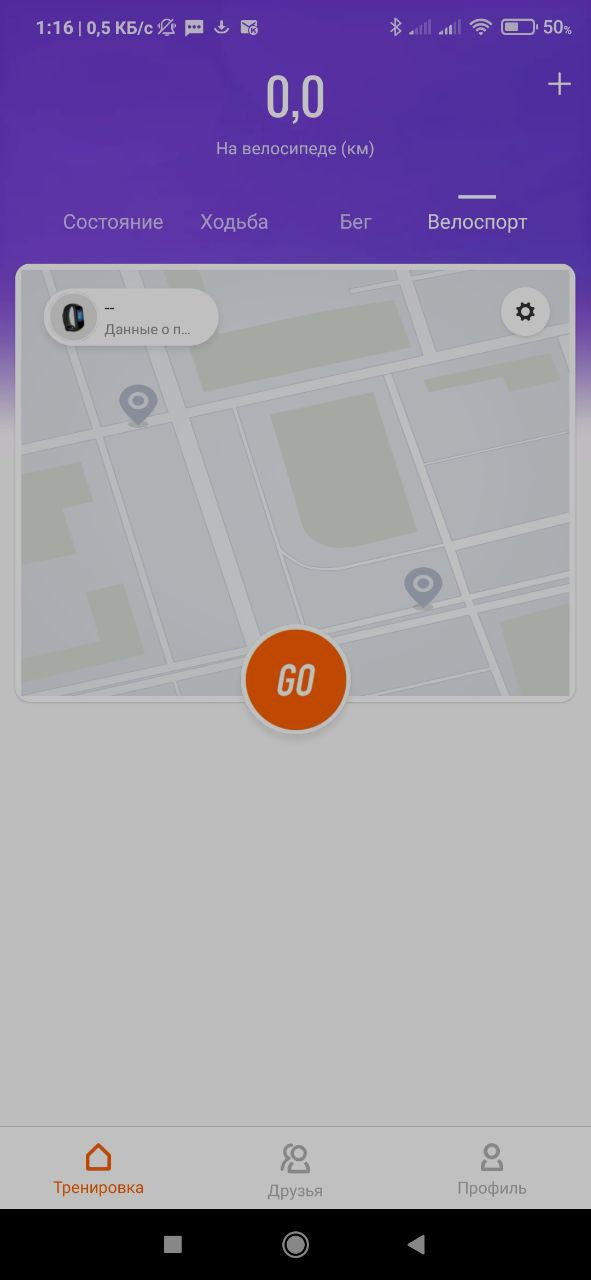 1:16 | 0,5 КБ/с 50%
0,0
На велосипеде (км)
Состояние Ходьба Бег Велоспорт
--
Данные о п...
GO
Тренировка Друзья Профиль